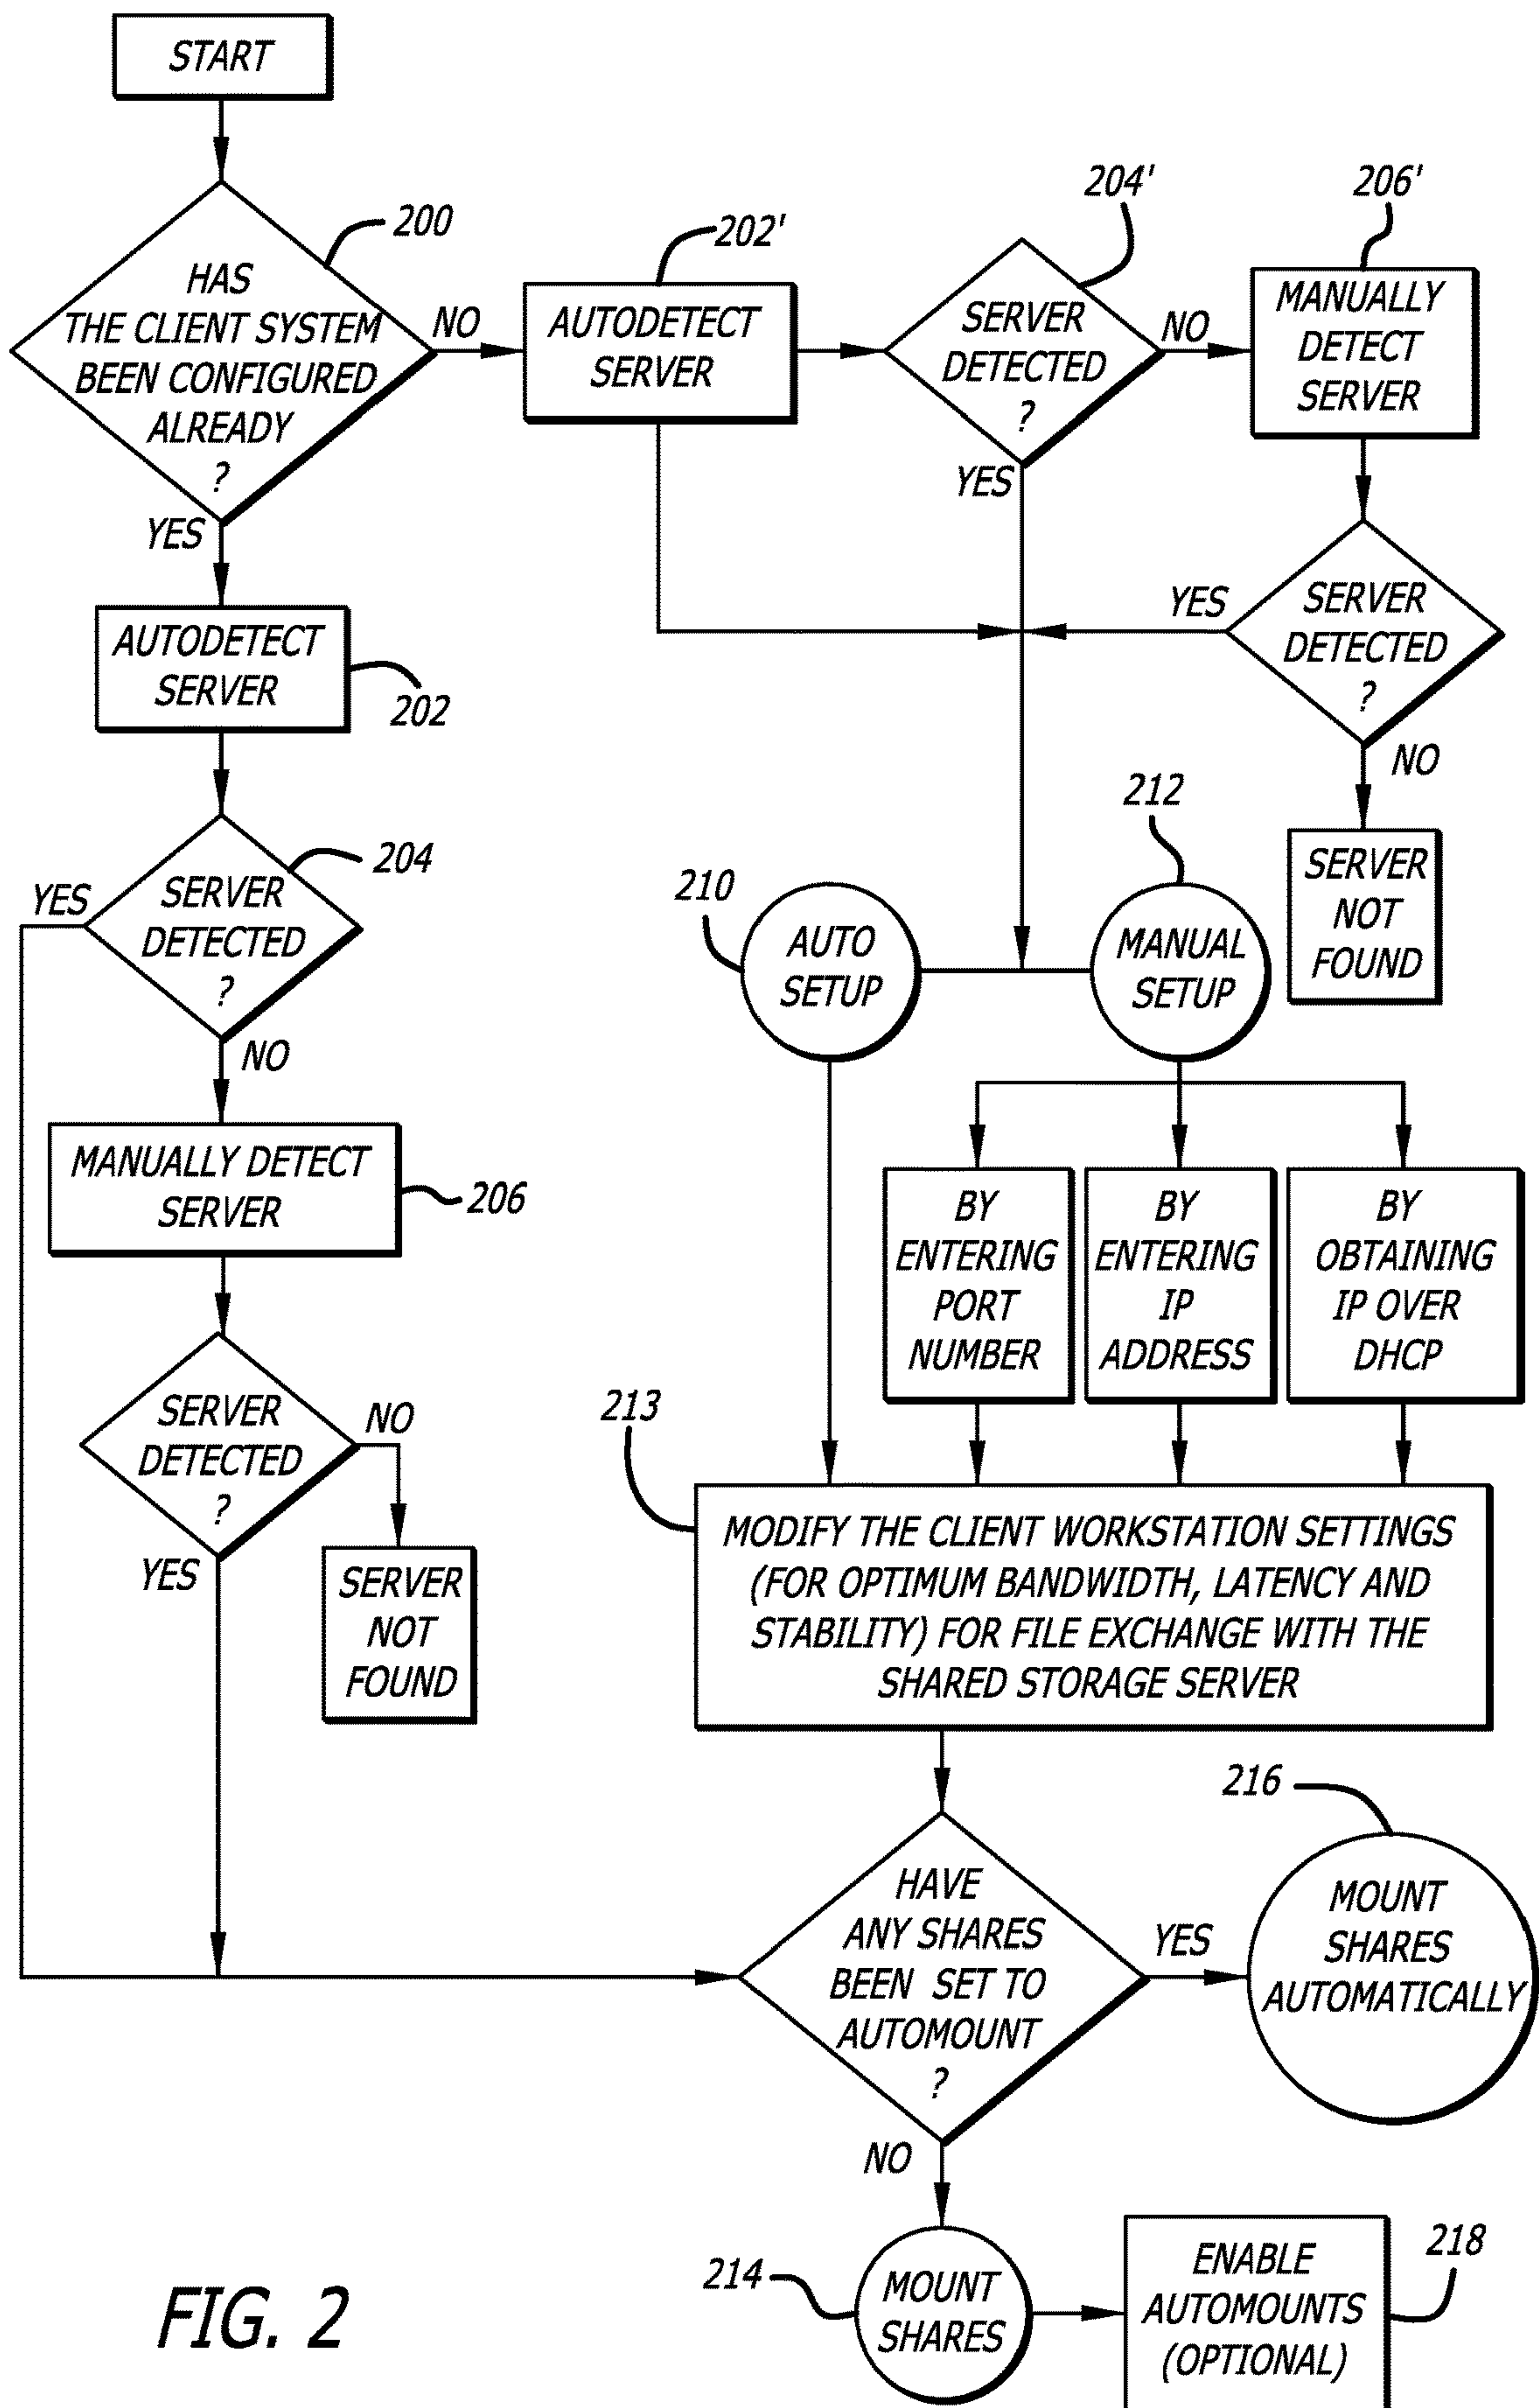 START
200
HAS
THE CLIENT SYSTEM
BEEN CONFIGURED
ALREADY
?
NO
YES
202'
AUTODETECT
SERVER
204'
SERVER
DETECTED
?
NO
YES
206'
MANUALLY
DETECT
SERVER
SERVER
DETECTED
?
YES
NO
SERVER
NOT
FOUND
AUTODETECT
SERVER
202
204
SERVER
DETECTED
?
YES
NO
MANUALLY DETECT
SERVER
206
SERVER
DETECTED
?
NO
YES
SERVER
NOT
FOUND
210
AUTO
SETUP
212
MANUAL
SETUP
BY
ENTERING
PORT
NUMBER
BY
ENTERING
IP
ADDRESS
BY
OBTAINING
IP OVER
DHCP
213
MODIFY THE CLIENT WORKSTATION SETTINGS
(FOR OPTIMUM BANDWIDTH, LATENCY AND
STABILITY) FOR FILE EXCHANGE WITH THE
SHARED STORAGE SERVER
HAVE
ANY SHARES
BEEN SET TO
AUTOMOUNT
?
YES
NO
216
MOUNT
SHARES
AUTOMATICALLY
214
MOUNT
SHARES
ENABLE
AUTOMOUNTS
(OPTIONAL)
218
FIG. 2